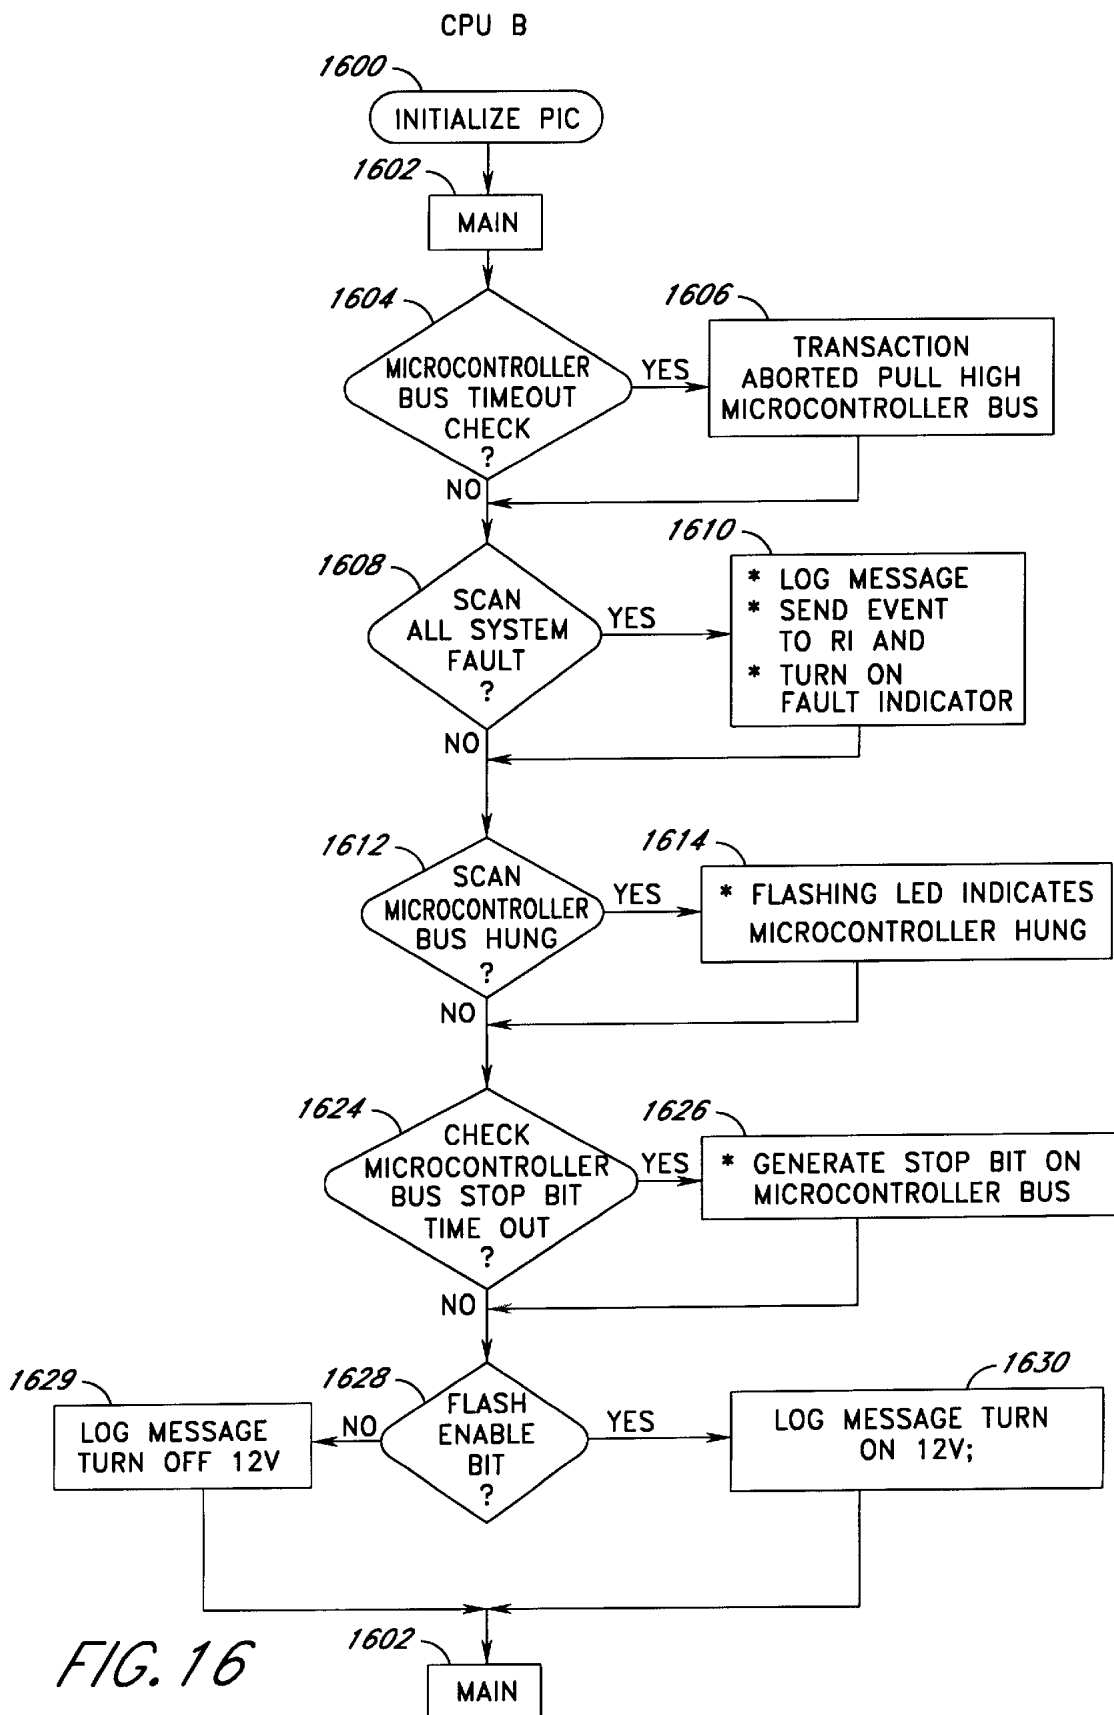 CPU B
1600
INITIALIZE PIC
1602
MAIN
1604
MICROCONTROLLER
BUS TIMEOUT
CHECK
?
YES
1606
TRANSACTION
ABORTED PULL HIGH
MICROCONTROLLER BUS
NO
1608
SCAN
ALL SYSTEM
FAULT
?
YES
1610
* LOG MESSAGE
* SEND EVENT
TO RI AND
* TURN ON
FAULT INDICATOR
NO
1612
SCAN
MICROCONTROLLER
BUS HUNG
?
YES
1614
* FLASHING LED INDICATES
MICROCONTROLLER HUNG
NO
1624
CHECK
MICROCONTROLLER
BUS STOP BIT
TIME OUT
?
YES
1626
* GENERATE STOP BIT ON
MICROCONTROLLER BUS
NO
1628
FLASH
ENABLE
BIT
?
NO
1629
LOG MESSAGE
TURN OFF 12V
YES
1630
LOG MESSAGE TURN
ON 12V;
1602
MAIN
FIG. 16